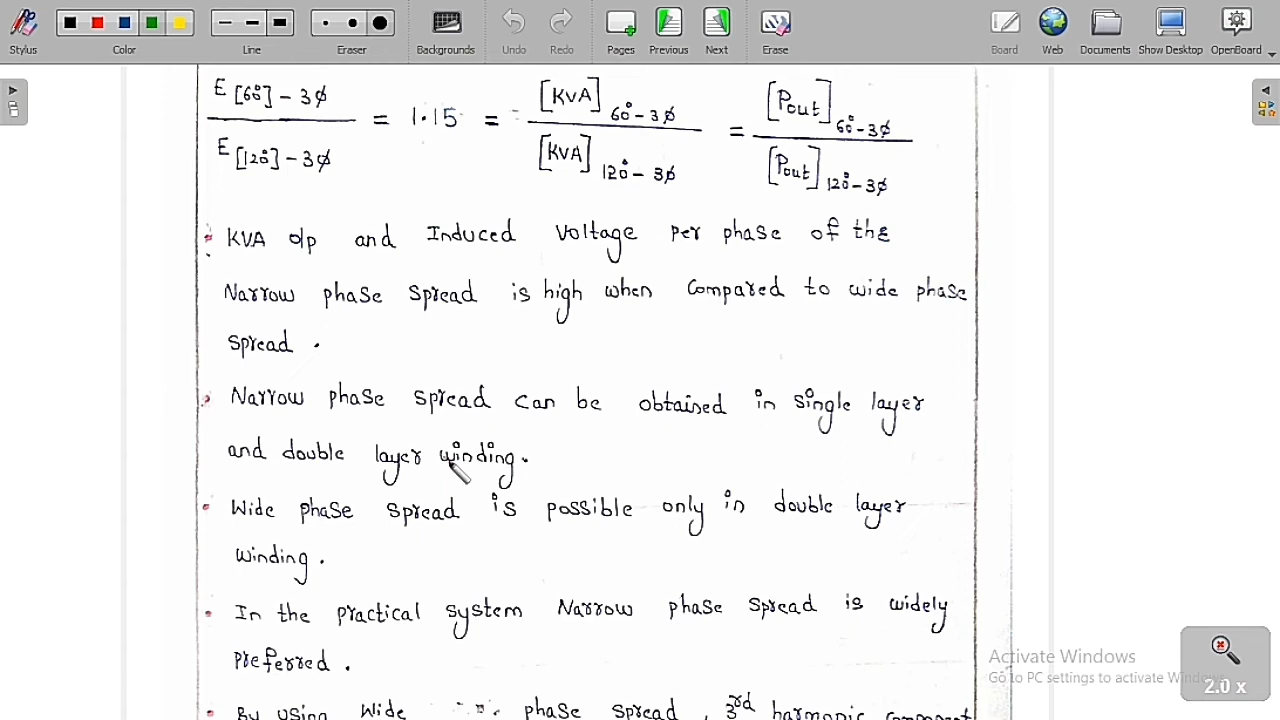 Stylus
Color
Line
Eraser
Backgrounds
Undo
Redo
Pages
Previous
Next
Erase
Board
Web
Documents
Show Desktop
OpenBoard
E[60°] - 3φ / E[120°] - 3φ = 1.15 = [KVA]60° - 3φ / [KVA]120° - 3φ = [Pout]60° - 3φ / [Pout]120° - 3φ
KVA o/p and Induced Voltage per phase of the
Narrow phase spread is high when compared to wide phase
spread .
Narrow phase spread can be obtained in single layer
and double layer winding .
Wide phase spread is possible only in double layer
winding .
In the practical system Narrow phase spread is widely
preferred .
By using Wide phase spread , 3rd harmonic component
Activate Windows
Go to PC settings to activate Windows.
2.0 x